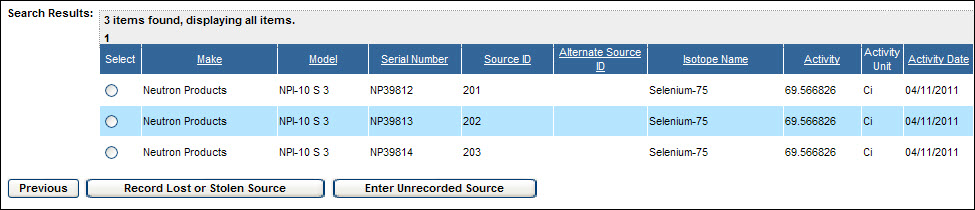 Search Results:
3 items found, displaying all items.
1
Select Make Model Serial Number Source ID Alternate Source ID Isotope Name Activity Activity Unit Activity Date
Neutron Products NPI-10 S 3 NP39812 201 Selenium-75 69.566826 Ci 04/11/2011
Neutron Products NPI-10 S 3 NP39813 202 Selenium-75 69.566826 Ci 04/11/2011
Neutron Products NPI-10 S 3 NP39814 203 Selenium-75 69.566826 Ci 04/11/2011
Previous Record Lost or Stolen Source Enter Unrecorded Source